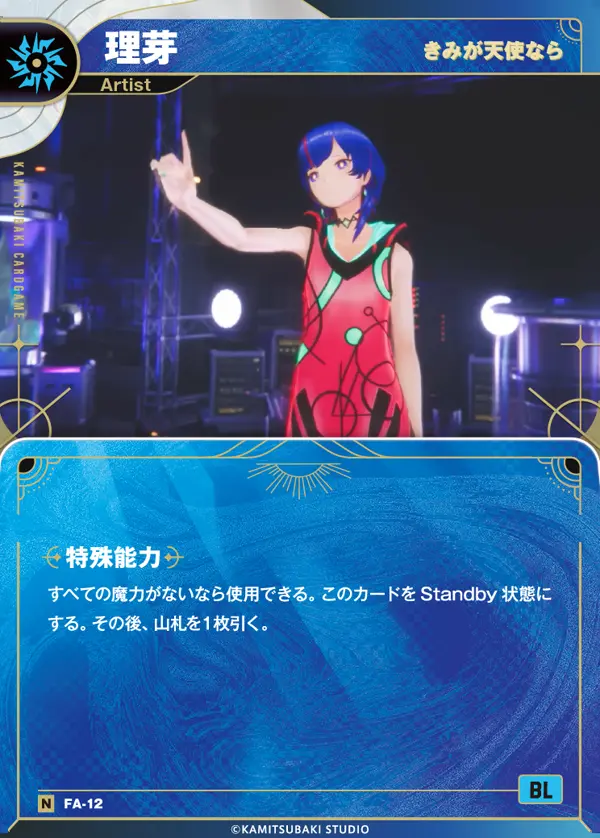 理芽
きみが天使なら
Artist
KAMITSUBAKI CARDGAME
特殊能力
すべての魔力がないなら使用できる。このカードをStandby 状態に
する。その後、山札を1枚引く。
N FA-12
BL
©KAMITSUBAKI STUDIO